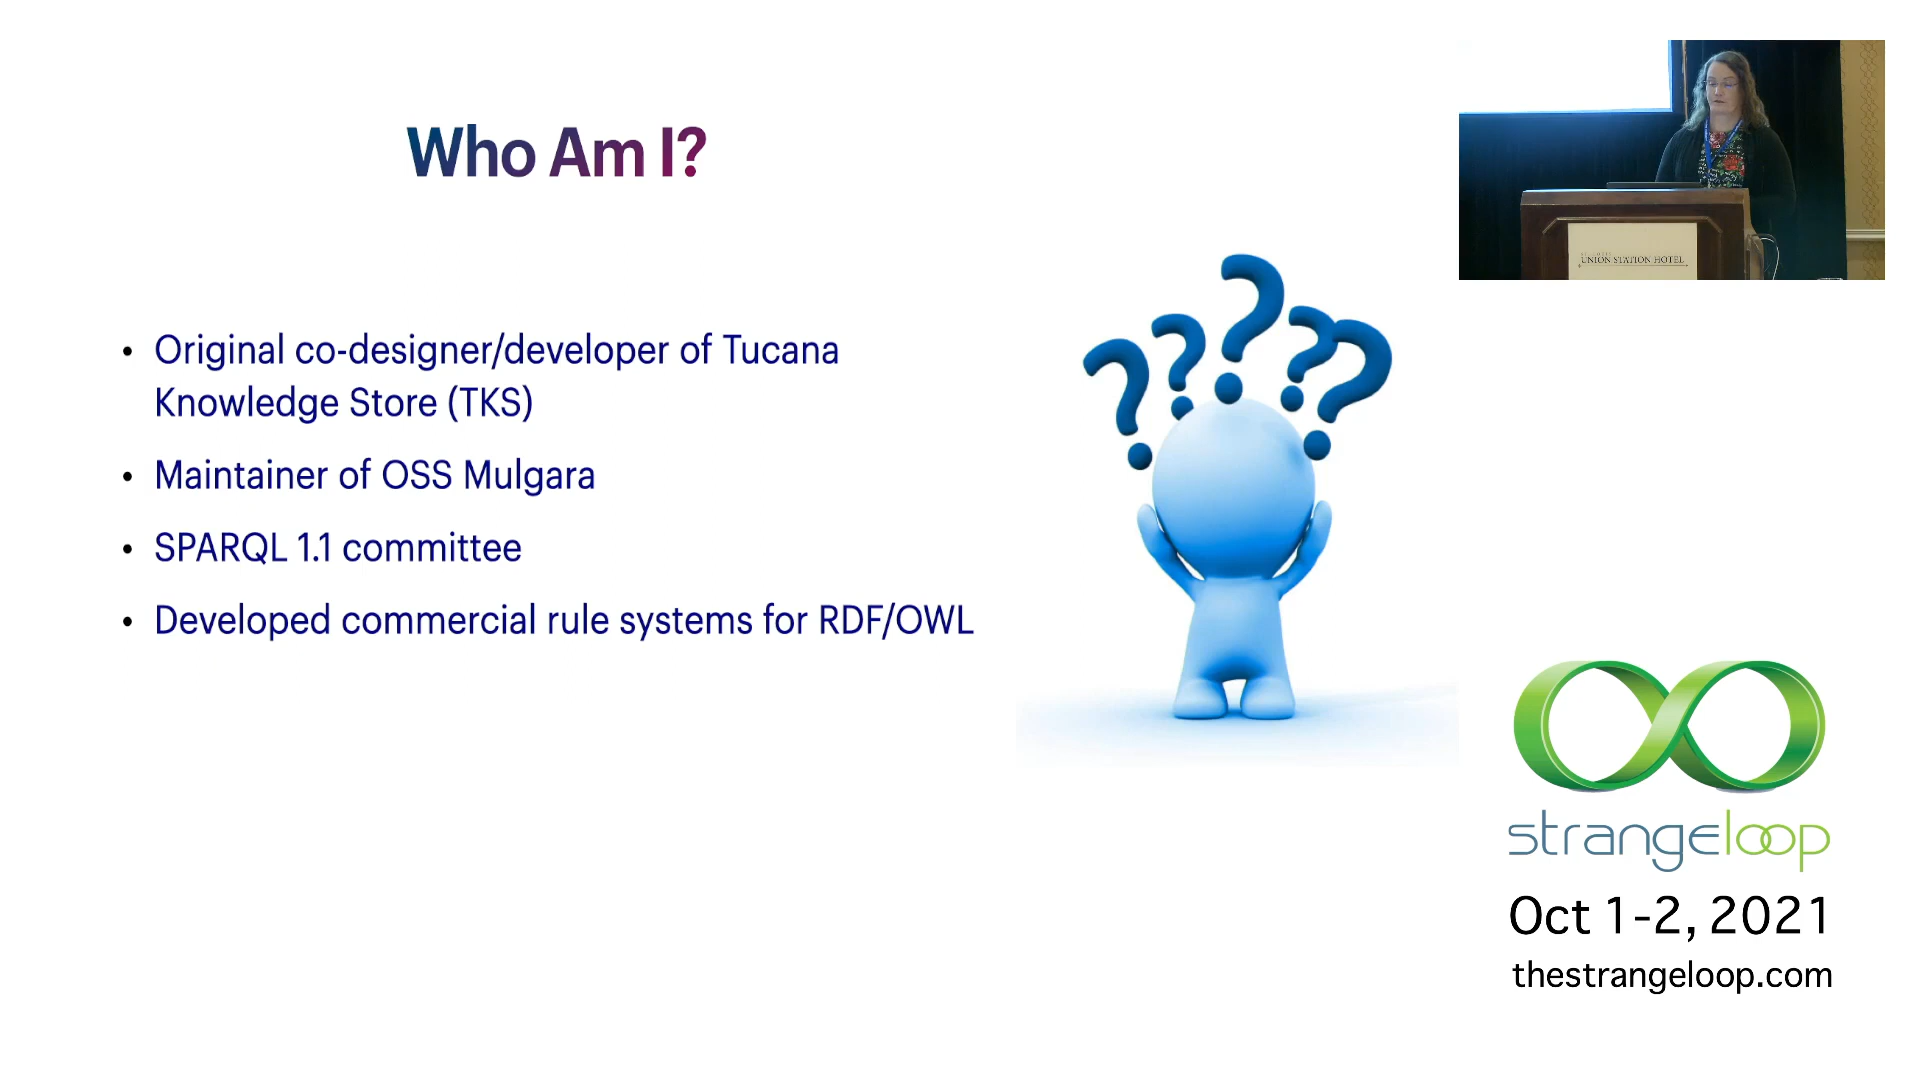 Who Am I?
• Original co-designer/developer of Tucana
Knowledge Store (TKS)
• Maintainer of OSS Mulgara
• SPARQL 1.1 committee
• Developed commercial rule systems for RDF/OWL
UNION STATION HOTEL
strangeloop
Oct 1-2, 2021
thestrangeloop.com